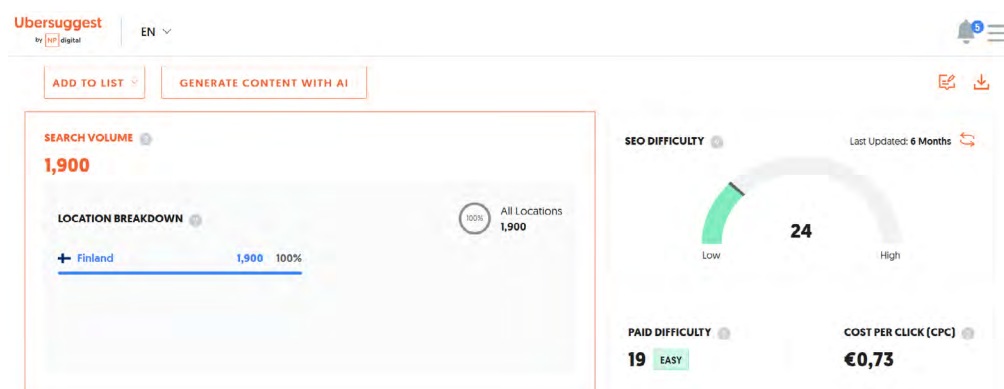 Ubersuggest
by NP digital
EN
5
ADD TO LIST
GENERATE CONTENT WITH AI
SEARCH VOLUME ?
1,900
LOCATION BREAKDOWN ?
100%
All Locations
1,900
Finland 1,900 100%
SEO DIFFICULTY ?
Last Updated: 6 Months
24
Low
High
PAID DIFFICULTY ?
19 EASY
COST PER CLICK (CPC) ?
€0,73